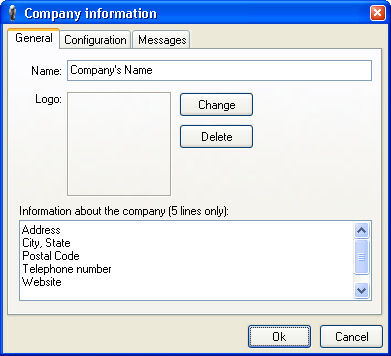 Company information
General Configuration Messages
Name: Company's Name
Logo:
Change
Delete
Information about the company (5 lines only):
Address
City, State
Postal Code
Telephone number
Website
Ok Cancel